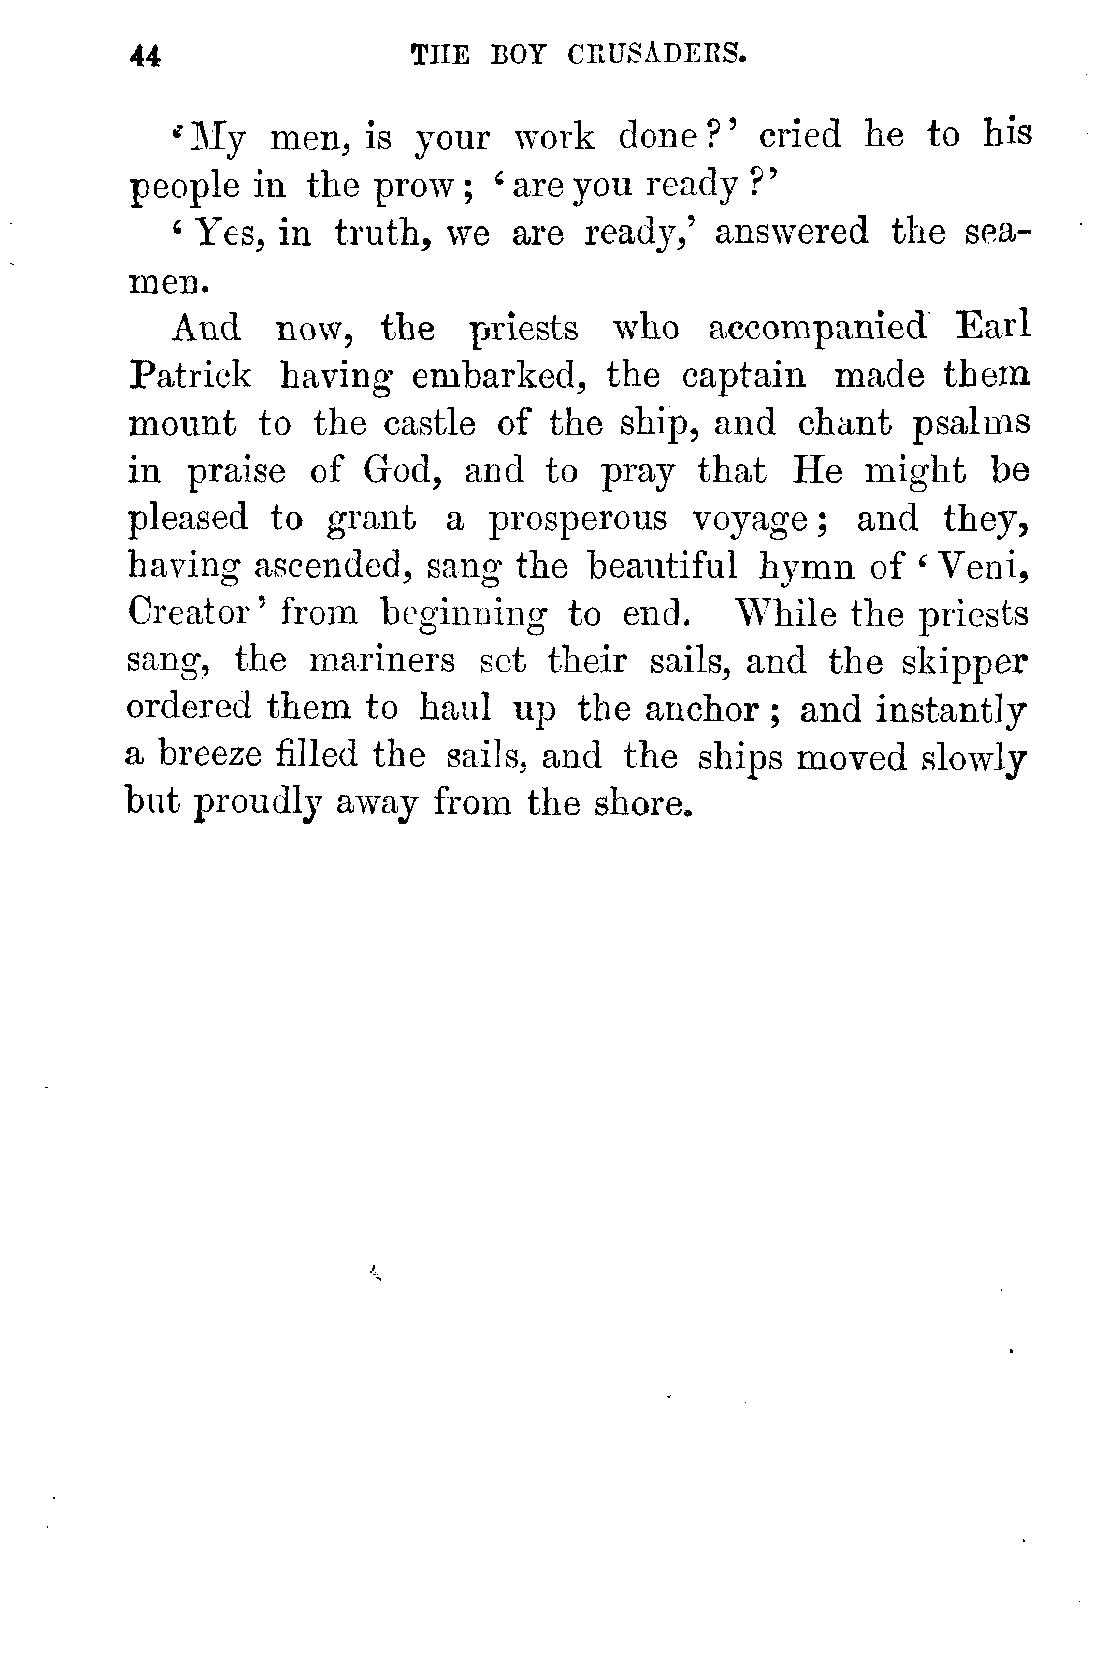 44 THE BOY CRUSADERS.
‘My men, is your work done?’ cried he to his
people in the prow; ‘are you ready?’
‘Yes, in truth, we are ready,’ answered the sea-
men.
And now, the priests who accompanied Earl
Patrick having embarked, the captain made them
mount to the castle of the ship, and chant psalms
in praise of God, and to pray that He might be
pleased to grant a prosperous voyage; and they,
having ascended, sang the beautiful hymn of ‘Veni,
Creator’ from beginning to end. While the priests
sang, the mariners set their sails, and the skipper
ordered them to haul up the anchor; and instantly
a breeze filled the sails, and the ships moved slowly
but proudly away from the shore.